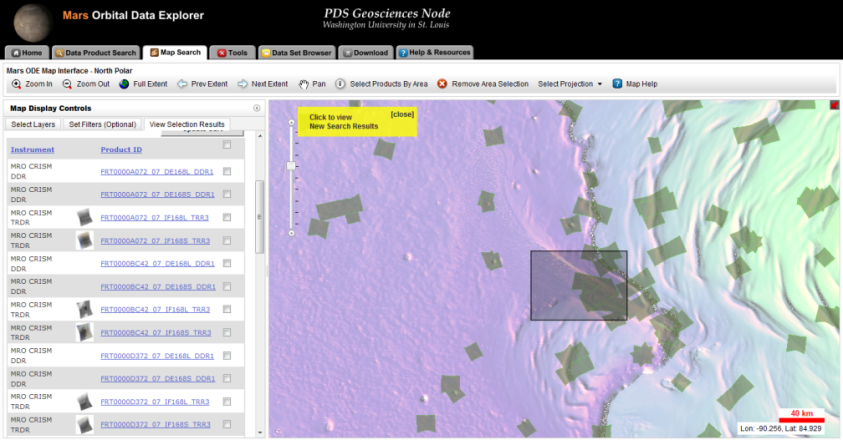 Mars Orbital Data Explorer
PDS Geosciences Node
Washington University in St. Louis
Home Data Product Search Map Search Tools Data Set Browser Download Help & Resources
Mars ODE Map Interface - North Polar
Zoom In Zoom Out Full Extent Prev Extent Next Extent Pan Select Products By Area Remove Area Selection Select Projection Map Help
Map Display Controls
Select Layers Set Filters (Optional) View Selection Results
Instrument Product ID
MRO CRISM
DDR
FRT0000A072_07_DE168L_DDR1
MRO CRISM
DDR
FRT0000A072_07_DE168S_DDR1
MRO CRISM
TRDR
FRT0000A072_07_IF168L_TRR3
MRO CRISM
TRDR
FRT0000A072_07_IF168S_TRR3
MRO CRISM
DDR
FRT0000BC42_07_DE168L_DDR1
MRO CRISM
DDR
FRT0000BC42_07_DE168S_DDR1
MRO CRISM
TRDR
FRT0000BC42_07_IF168L_TRR3
MRO CRISM
TRDR
FRT0000BC42_07_IF168S_TRR3
MRO CRISM
DDR
FRT0000D372_07_DE168L_DDR1
MRO CRISM
DDR
FRT0000D372_07_DE168S_DDR1
MRO CRISM
TRDR
FRT0000D372_07_IF168L_TRR3
MRO CRISM
TRDR
FRT0000D372_07_IF168S_TRR3
Click to view [close]
New Search Results
40 km
Lon: -90.256, Lat: 84.929